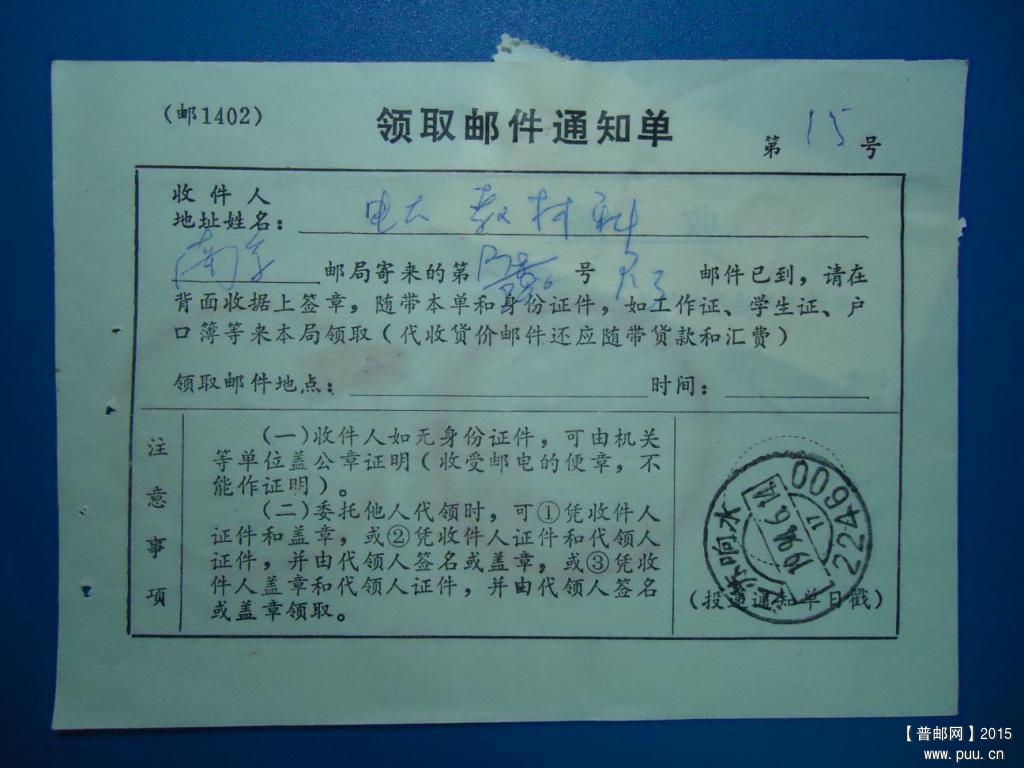 (邮1402)
领取邮件通知单
第 15 号
收件人
地址姓名: 电大 教材科
南京 邮局寄来的第 号 邮件已到,请在
背面收据上签章,随带本单和身份证件,如工作证、学生证、户
口簿等来本局领取(代收货价邮件还应随带货款和汇费)
领取邮件地点: 时间:
注意事项
(一)收件人如无身份证件,可由机关
等单位盖公章证明(收受邮电的便章,不
能作证明)。
(二)委托他人代领时,可①凭收件人
证件和盖章,或②凭收件人证件和代领人
证件,并由代领人签名或盖章,或③凭收
件人盖章和代领人证件,并由代领人签名
或盖章领取。
江苏响水
224600
(投递通知单日戳)
【普邮网】2015
www.puu.cn